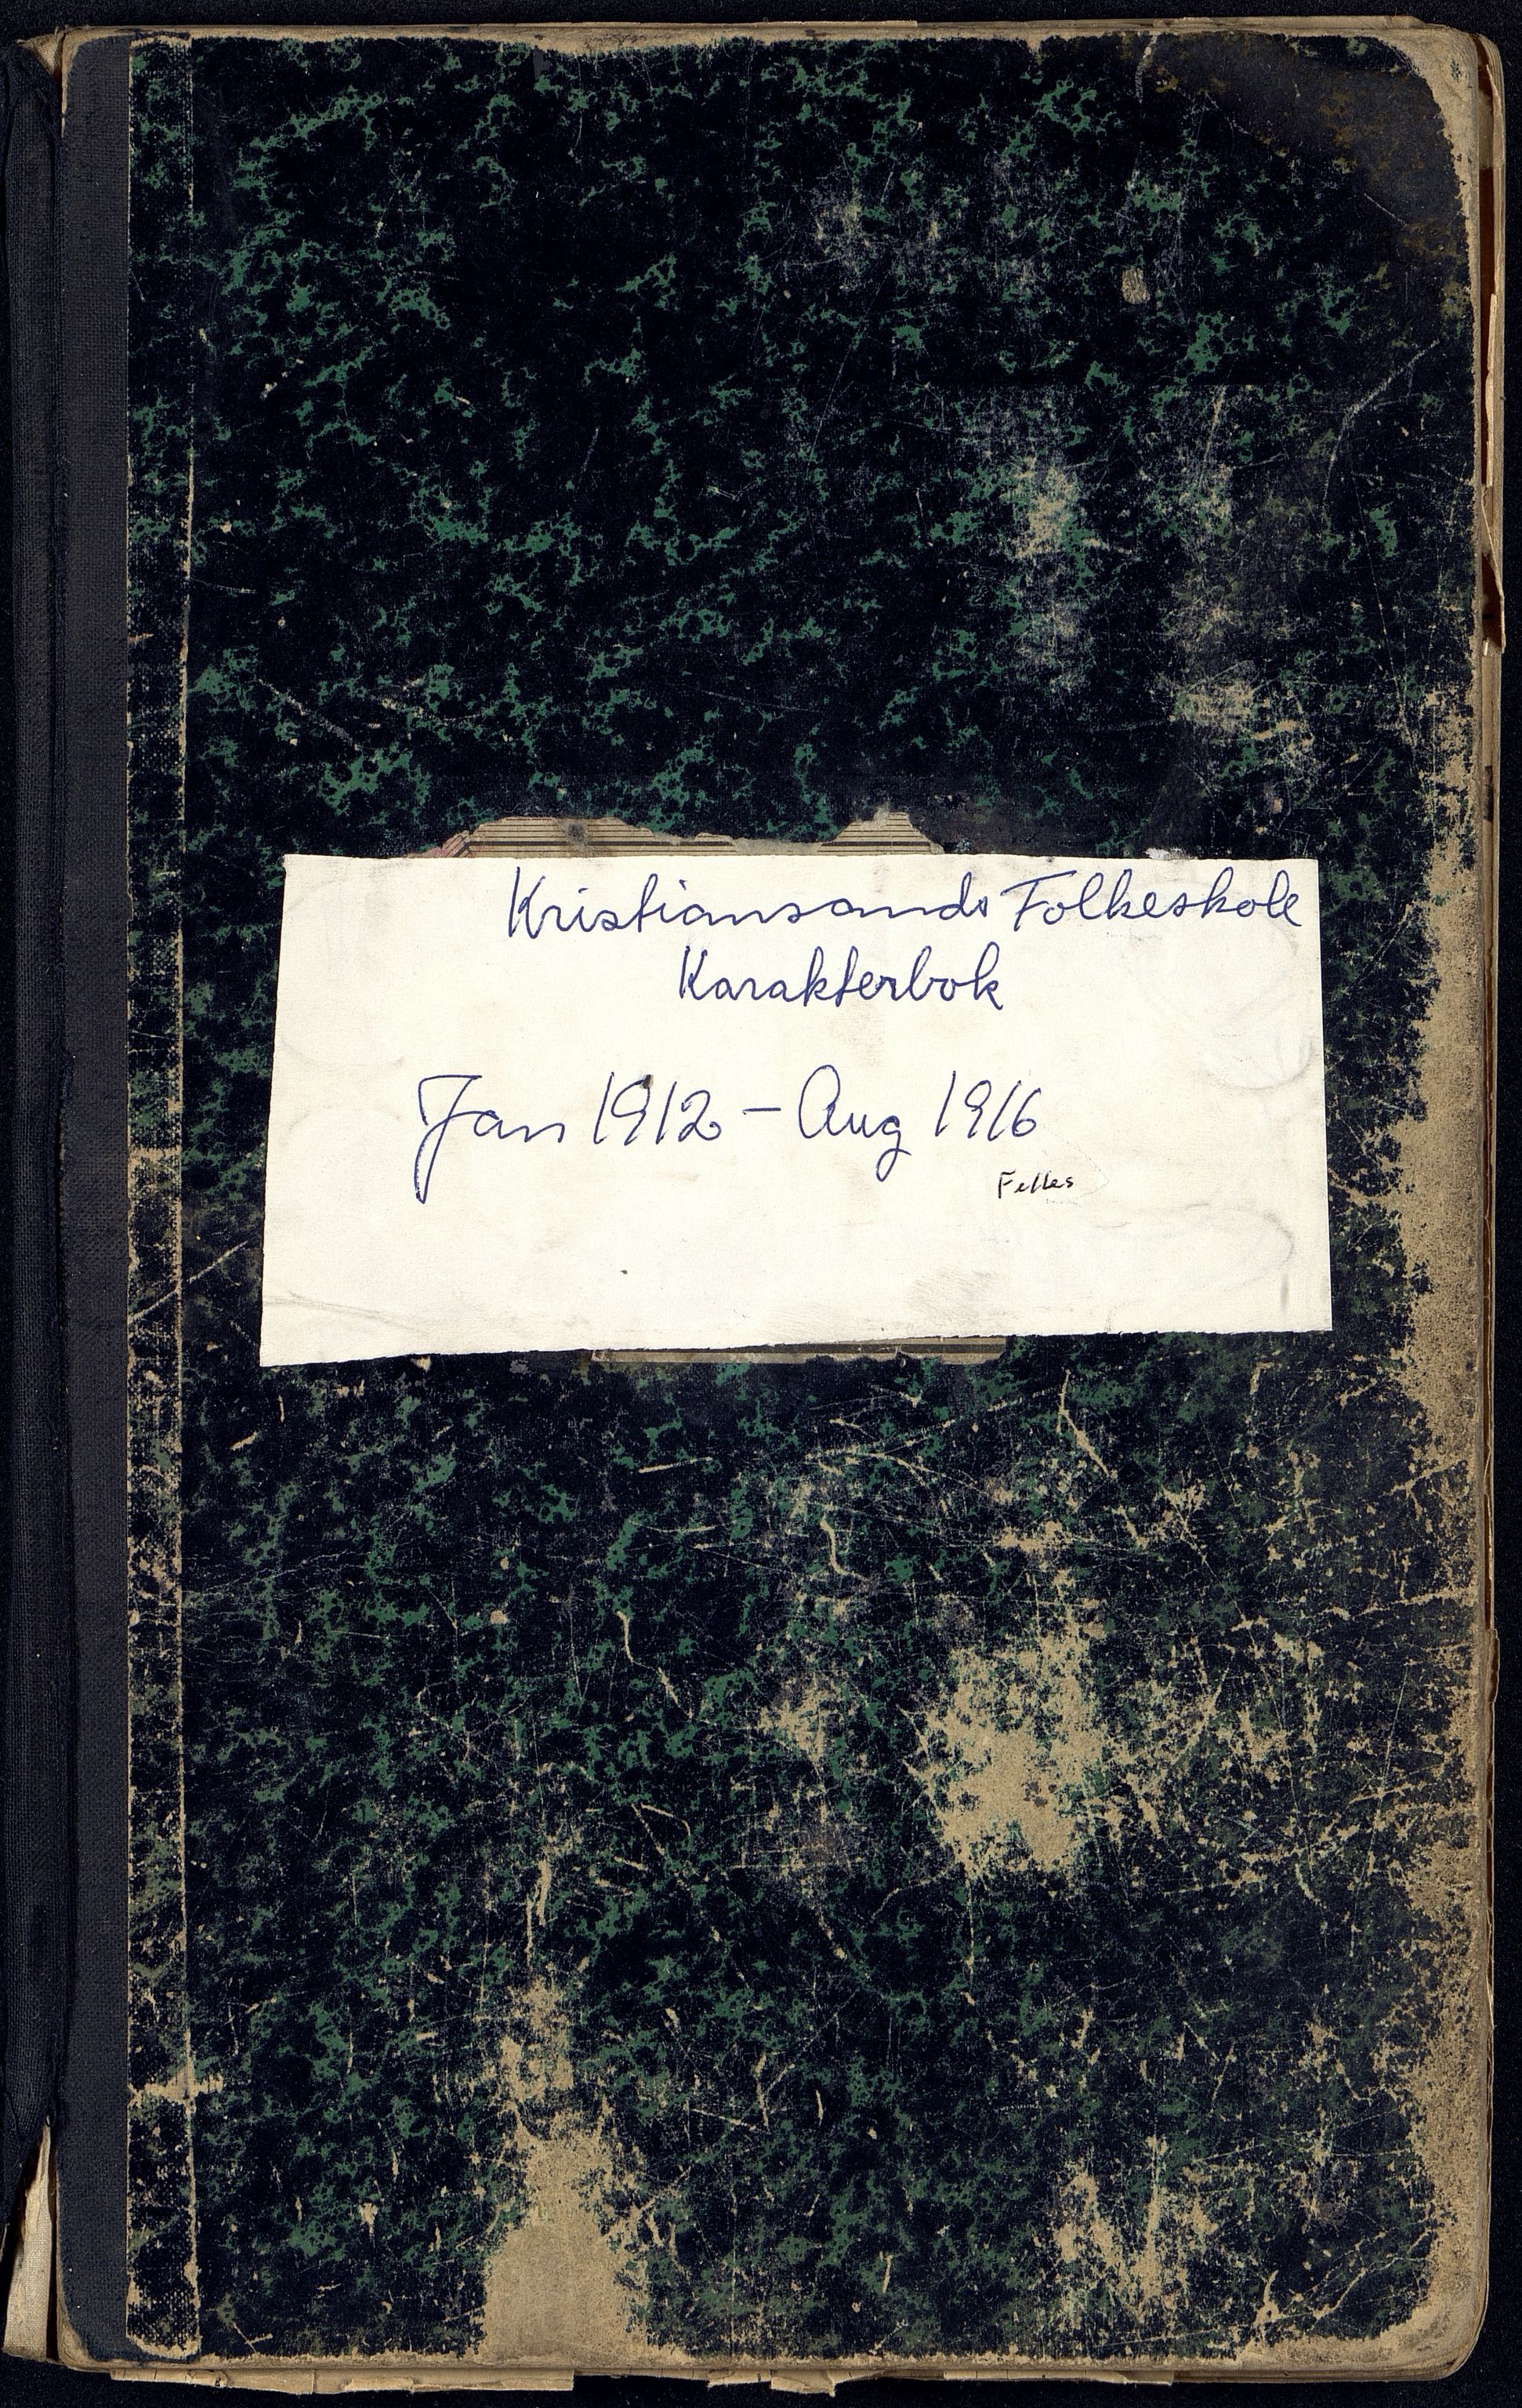 Kristiansands Folkeskole
Karakterbok
Jan 1912 – Aug 1916
Felles